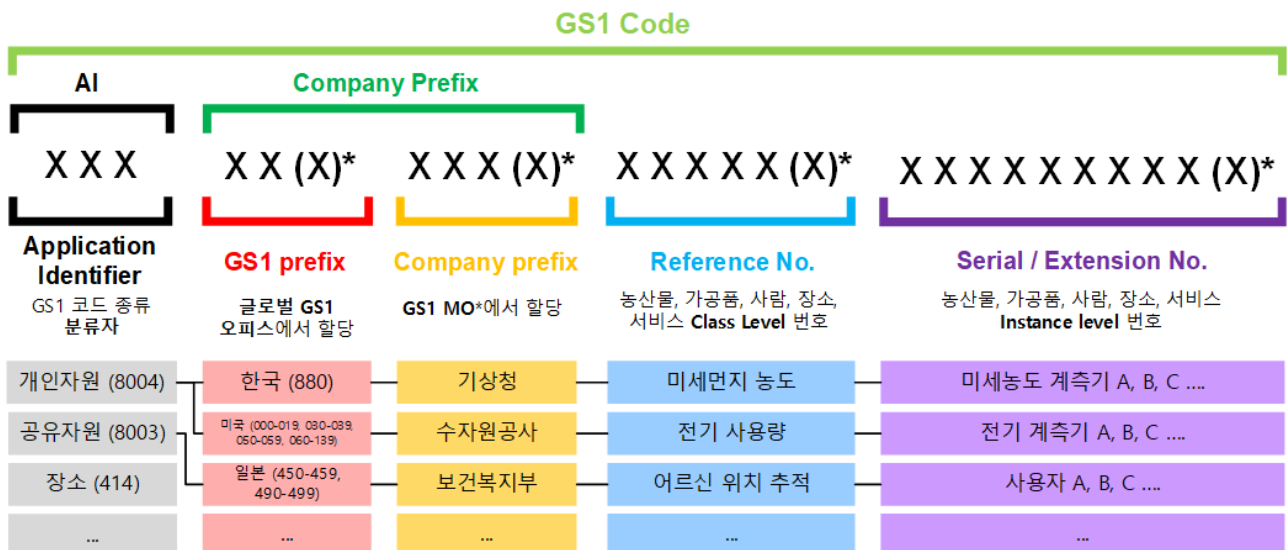 GS1 Code
AI
Company Prefix
X X X
X X (X)*
X X X (X)*
X X X X X (X)*
X X X X X X X X X (X)*
Application
Identifier
GS1 코드 종류
분류자
GS1 prefix
글로벌 GS1
오피스에서 할당
Company prefix
GS1 MO*에서 할당
Reference No.
농산물, 가공품, 사람, 장소,
서비스 Class Level 번호
Serial / Extension No.
농산물, 가공품, 사람, 장소, 서비스
Instance level 번호
개인자원 (8004)
한국 (880)
기상청
미세먼지 농도
미세농도 계측기 A, B, C ....
공유자원 (8003)
미국 (000-019, 030-039,
050-059, 060-139)
수자원공사
전기 사용량
전기 계측기 A, B, C ....
장소 (414)
일본 (450-459,
490-499)
보건복지부
어르신 위치 추적
사용자 A, B, C ....
...
...
...
...
...